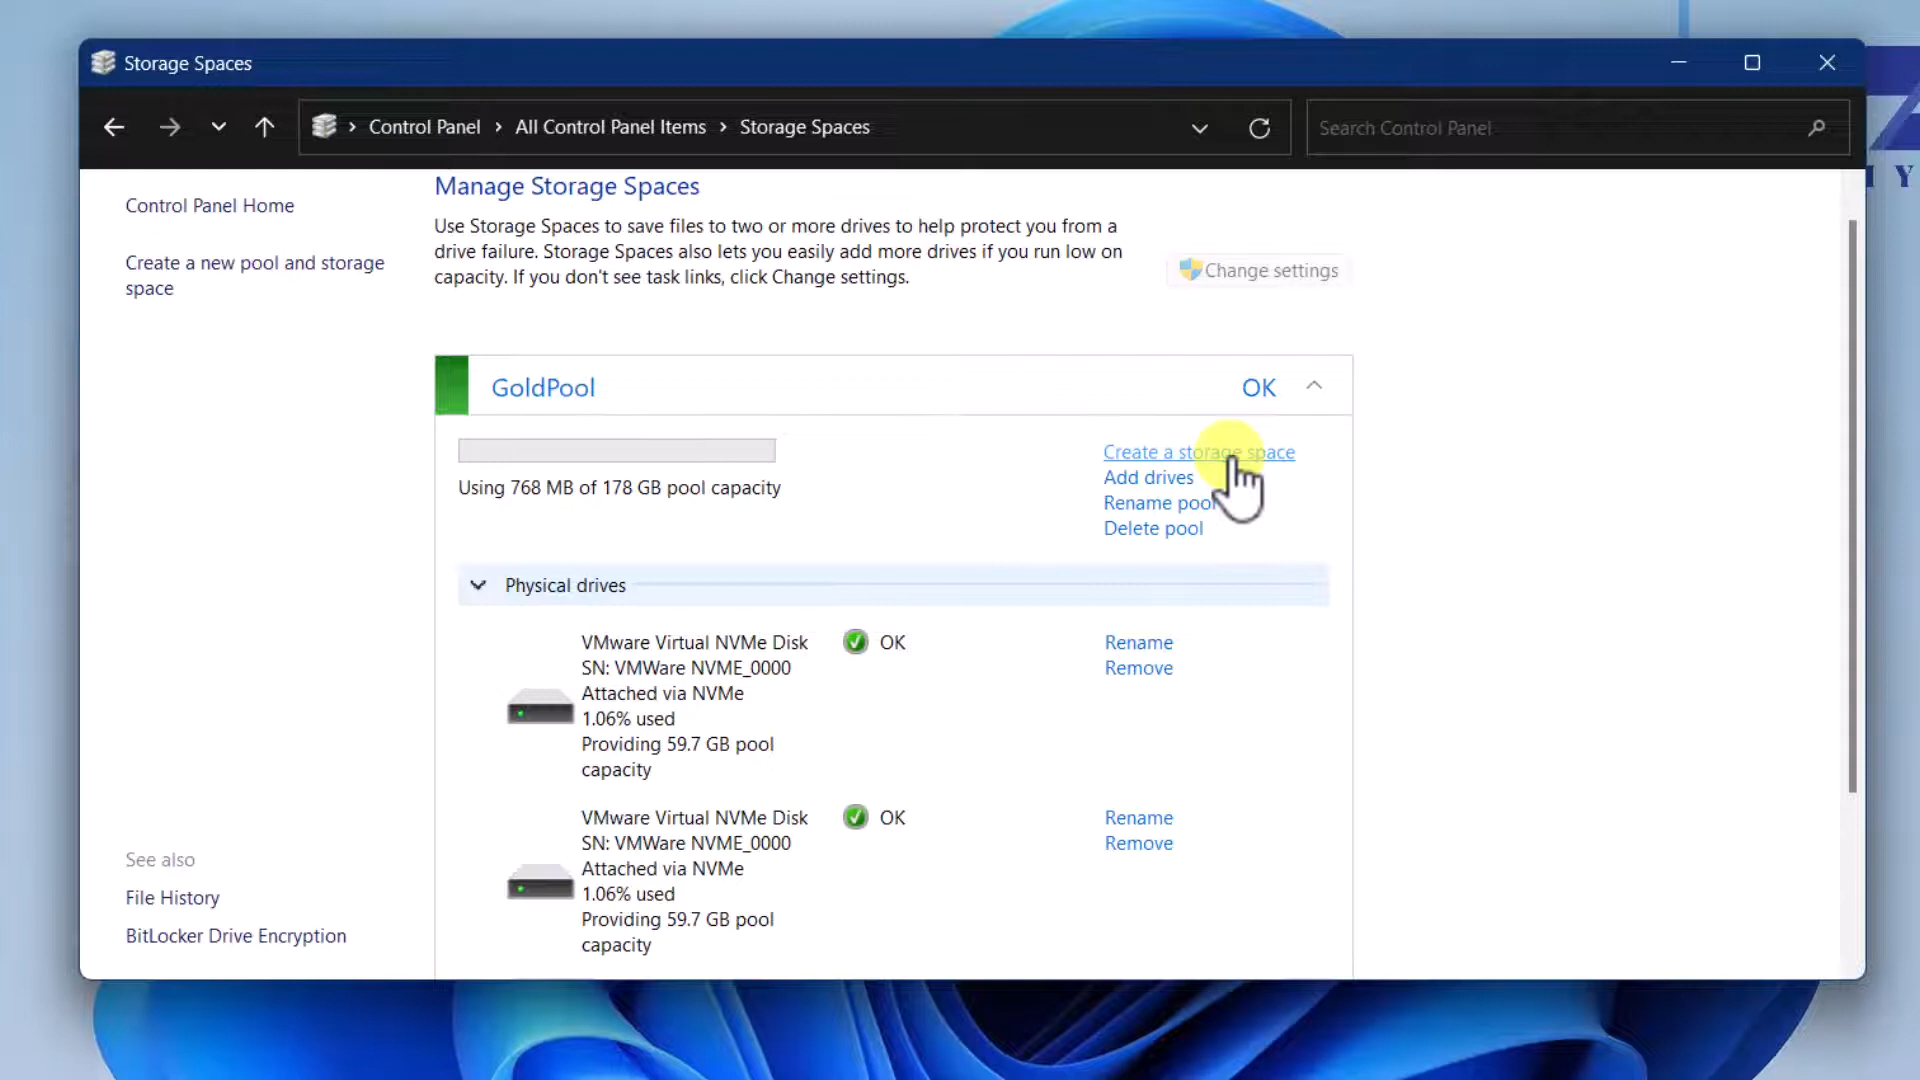 Storage Spaces
Control Panel > All Control Panel Items > Storage Spaces
Search Control Panel
Control Panel Home
Create a new pool and storage
space
Manage Storage Spaces
Use Storage Spaces to save files to two or more drives to help protect you from a
drive failure. Storage Spaces also lets you easily add more drives if you run low on
capacity. If you don't see task links, click Change settings.
Change settings
GoldPool
OK
Using 768 MB of 178 GB pool capacity
Create a storage space
Add drives
Rename pool
Delete pool
Physical drives
VMware Virtual NVMe Disk
SN: VMWare NVME_0000
Attached via NVMe
1.06% used
Providing 59.7 GB pool
capacity
OK
Rename
Remove
VMware Virtual NVMe Disk
SN: VMWare NVME_0000
Attached via NVMe
1.06% used
Providing 59.7 GB pool
capacity
OK
Rename
Remove
See also
File History
BitLocker Drive Encryption